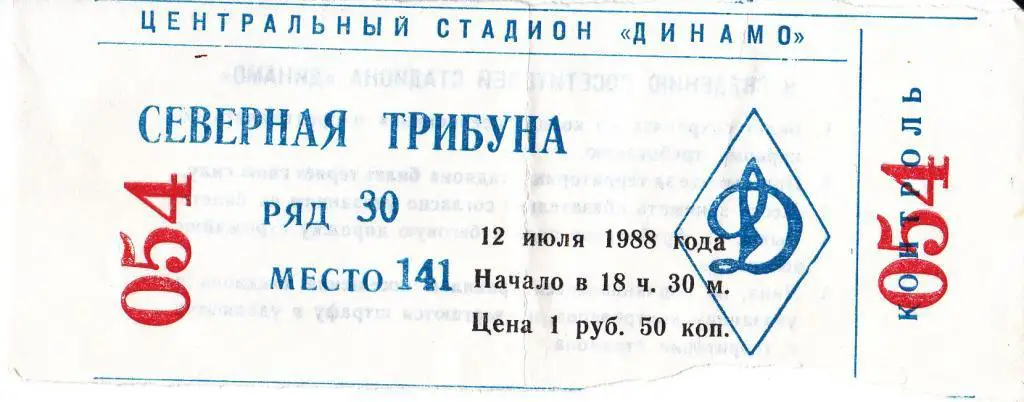 ЦЕНТРАЛЬНЫЙ СТАДИОН «ДИНАМО»
СЕВЕРНАЯ ТРИБУНА
054
РЯД 30
МЕСТО 141
12 июля 1988 года
Начало в 18 ч. 30 м.
Цена 1 руб. 50 коп.
Д
КОНТРОЛЬ
054